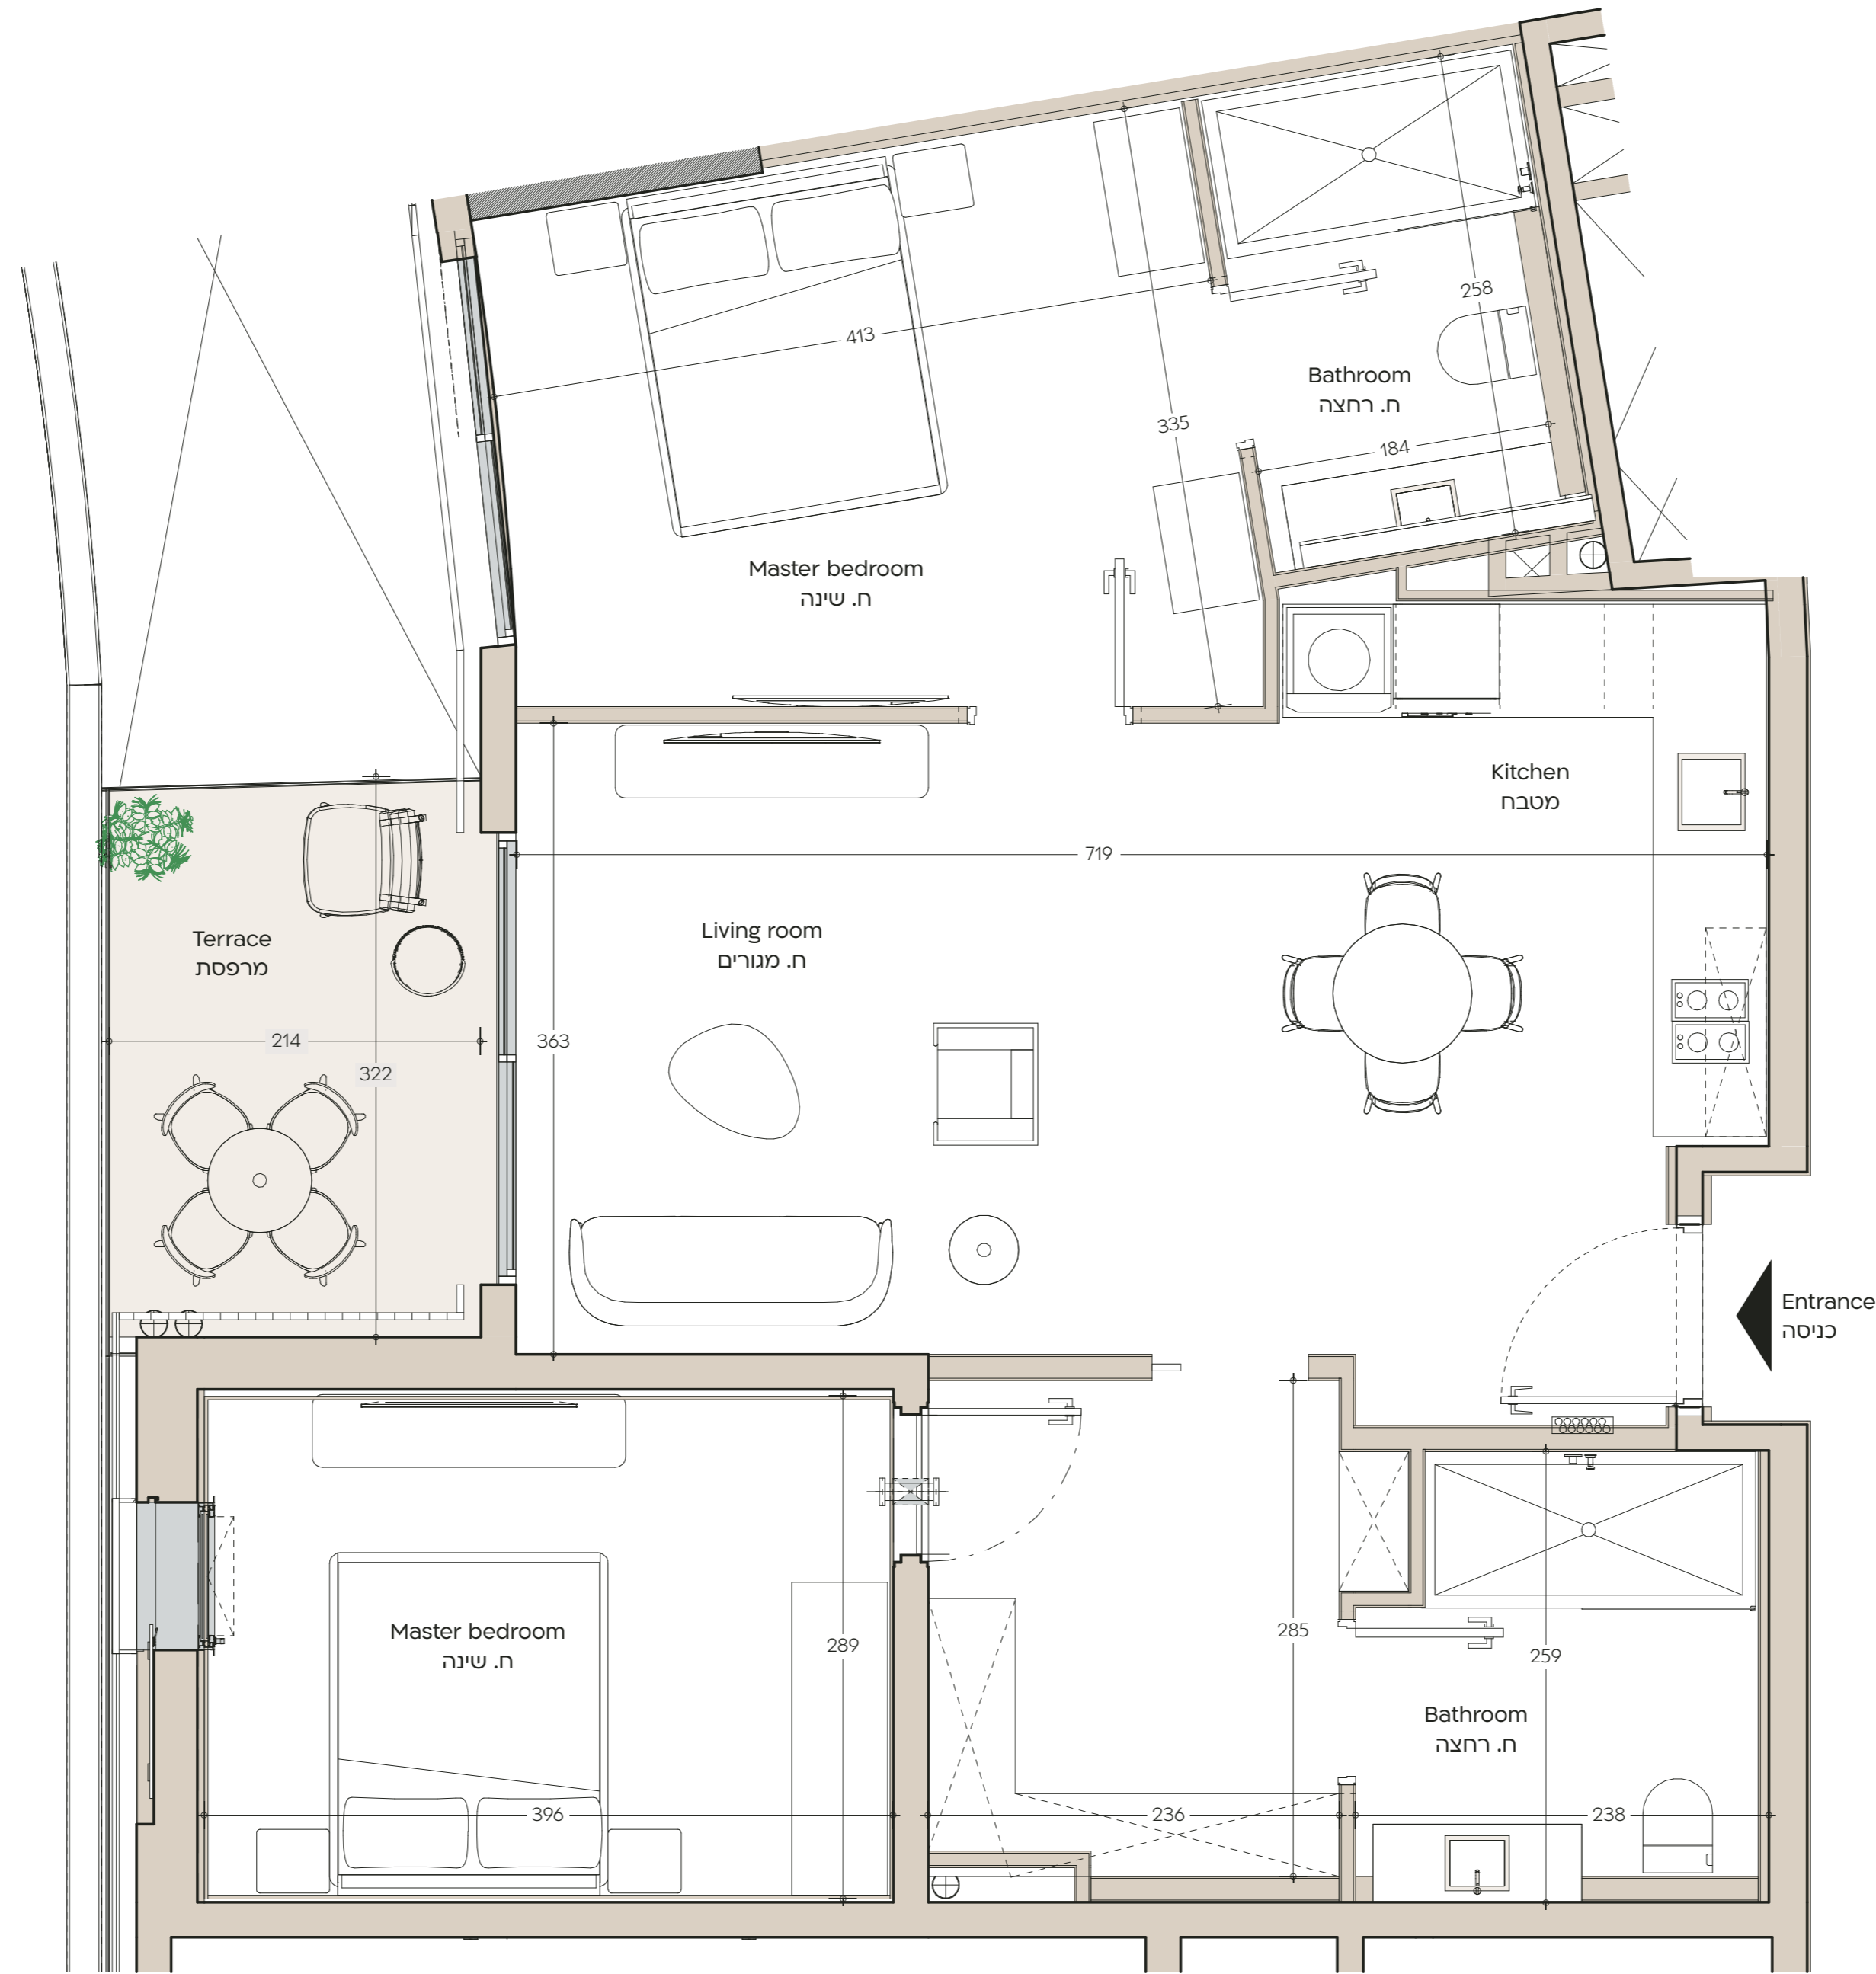 258
413
Bathroom
ח. רחצה
335
184
Master bedroom
ח. שינה
Kitchen
מטבח
719
Living room
ח. מגורים
Terrace
מרפסת
214
363
322
Entrance
כניסה
Master bedroom
ח. שינה
289
285
259
Bathroom
ח. רחצה
396
236
238